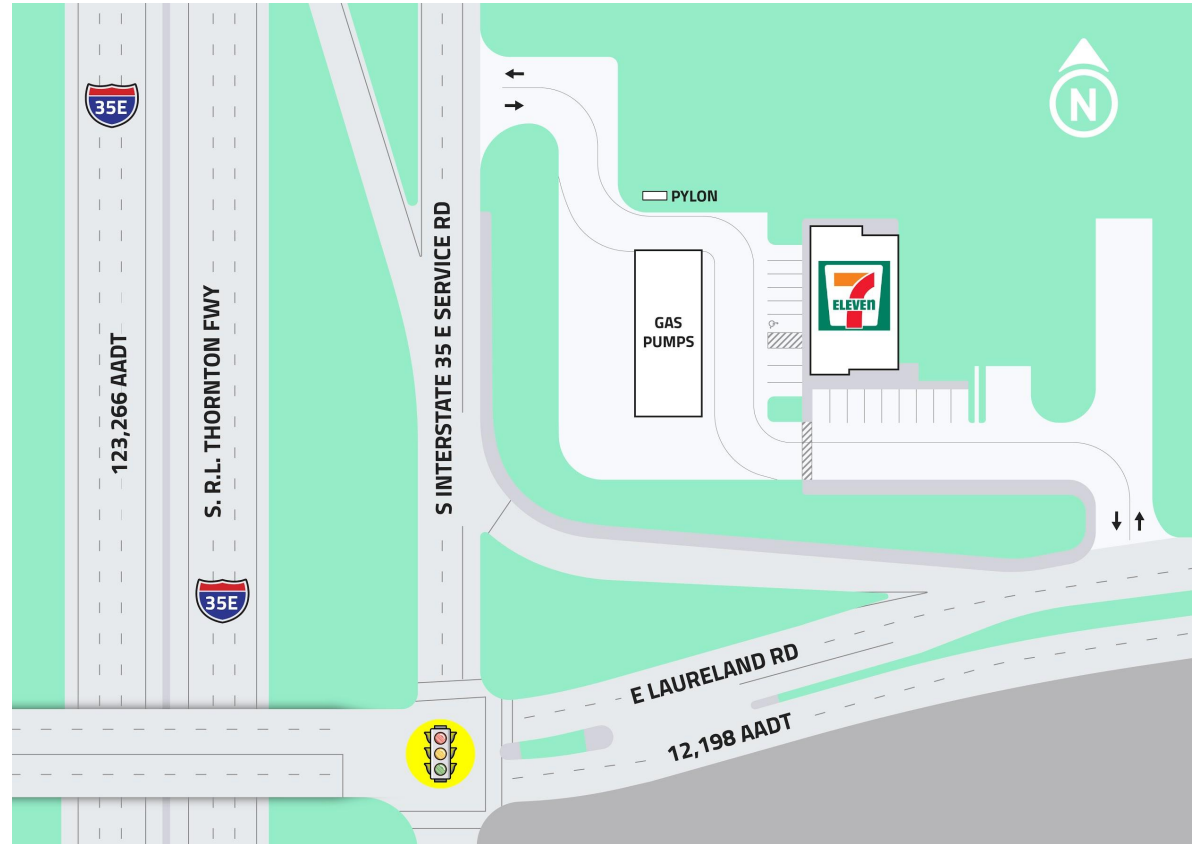 35E
N
PYLON
7
ELEVEn
GAS
PUMPS
S INTERSTATE 35 E SERVICE RD
S. R.L. THORNTON FWY
123,266 AADT
35E
E LAURELAND RD
12,198 AADT